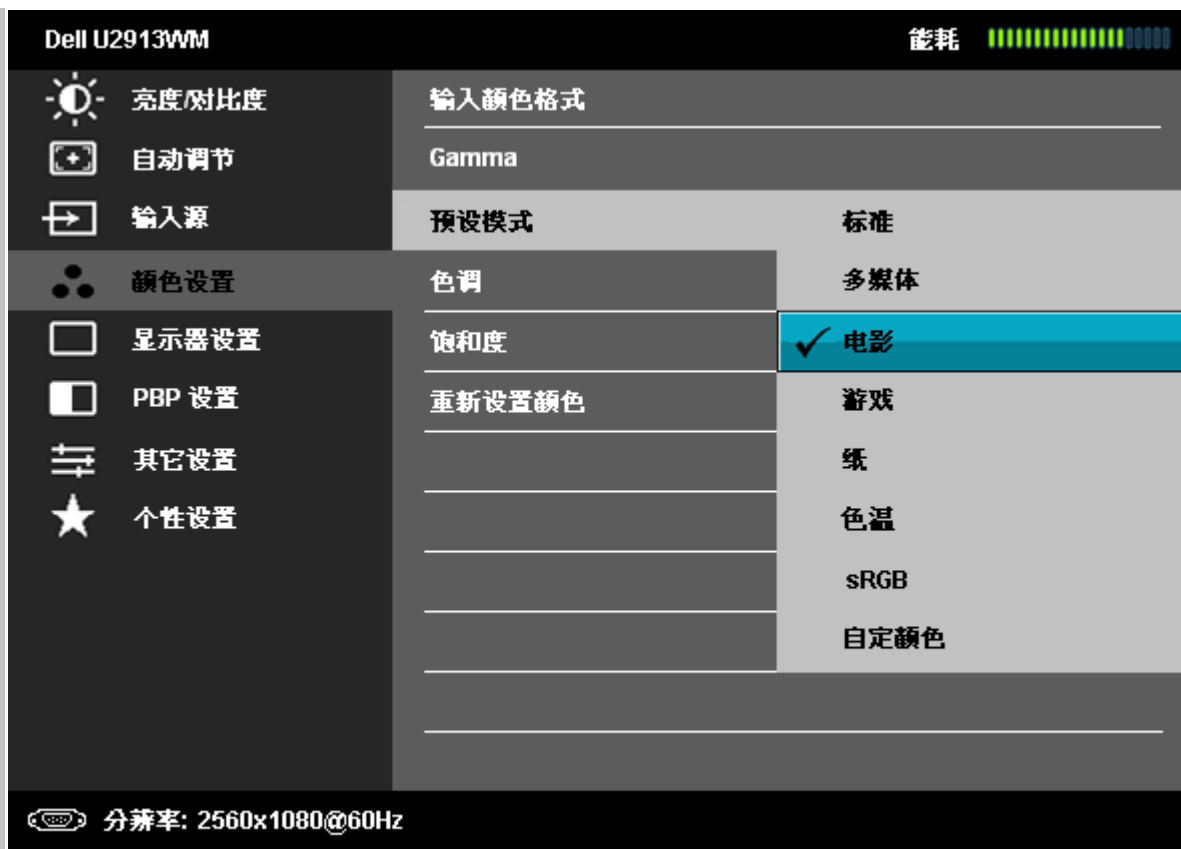 Dell U2913WM 能耗
亮度/对比度 输入颜色格式
自动调节 Gamma
输入源 预设模式 标准
颜色设置 色调 多媒体
显示器设置 饱和度 电影
PBP 设置 重新设置颜色 游戏
其它设置 纸
个性设置 色温
sRGB
自定颜色
分辨率: 2560x1080@60Hz